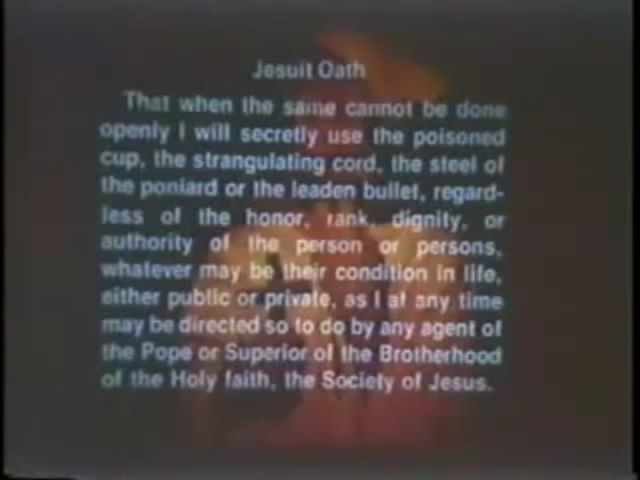 Jesuit Oath
That when the same cannot be done
openly I will secretly use the poisoned
cup, the strangulating cord, the steel of
the poniard or the leaden bullet, regard-
less of the honor, rank, dignity, or
authority of the person or persons,
whatever may be their condition in life,
either public or private, as I at any time
may be directed so to do by any agent of
the Pope or Superior of the Brotherhood
of the Holy faith, the Society of Jesus.